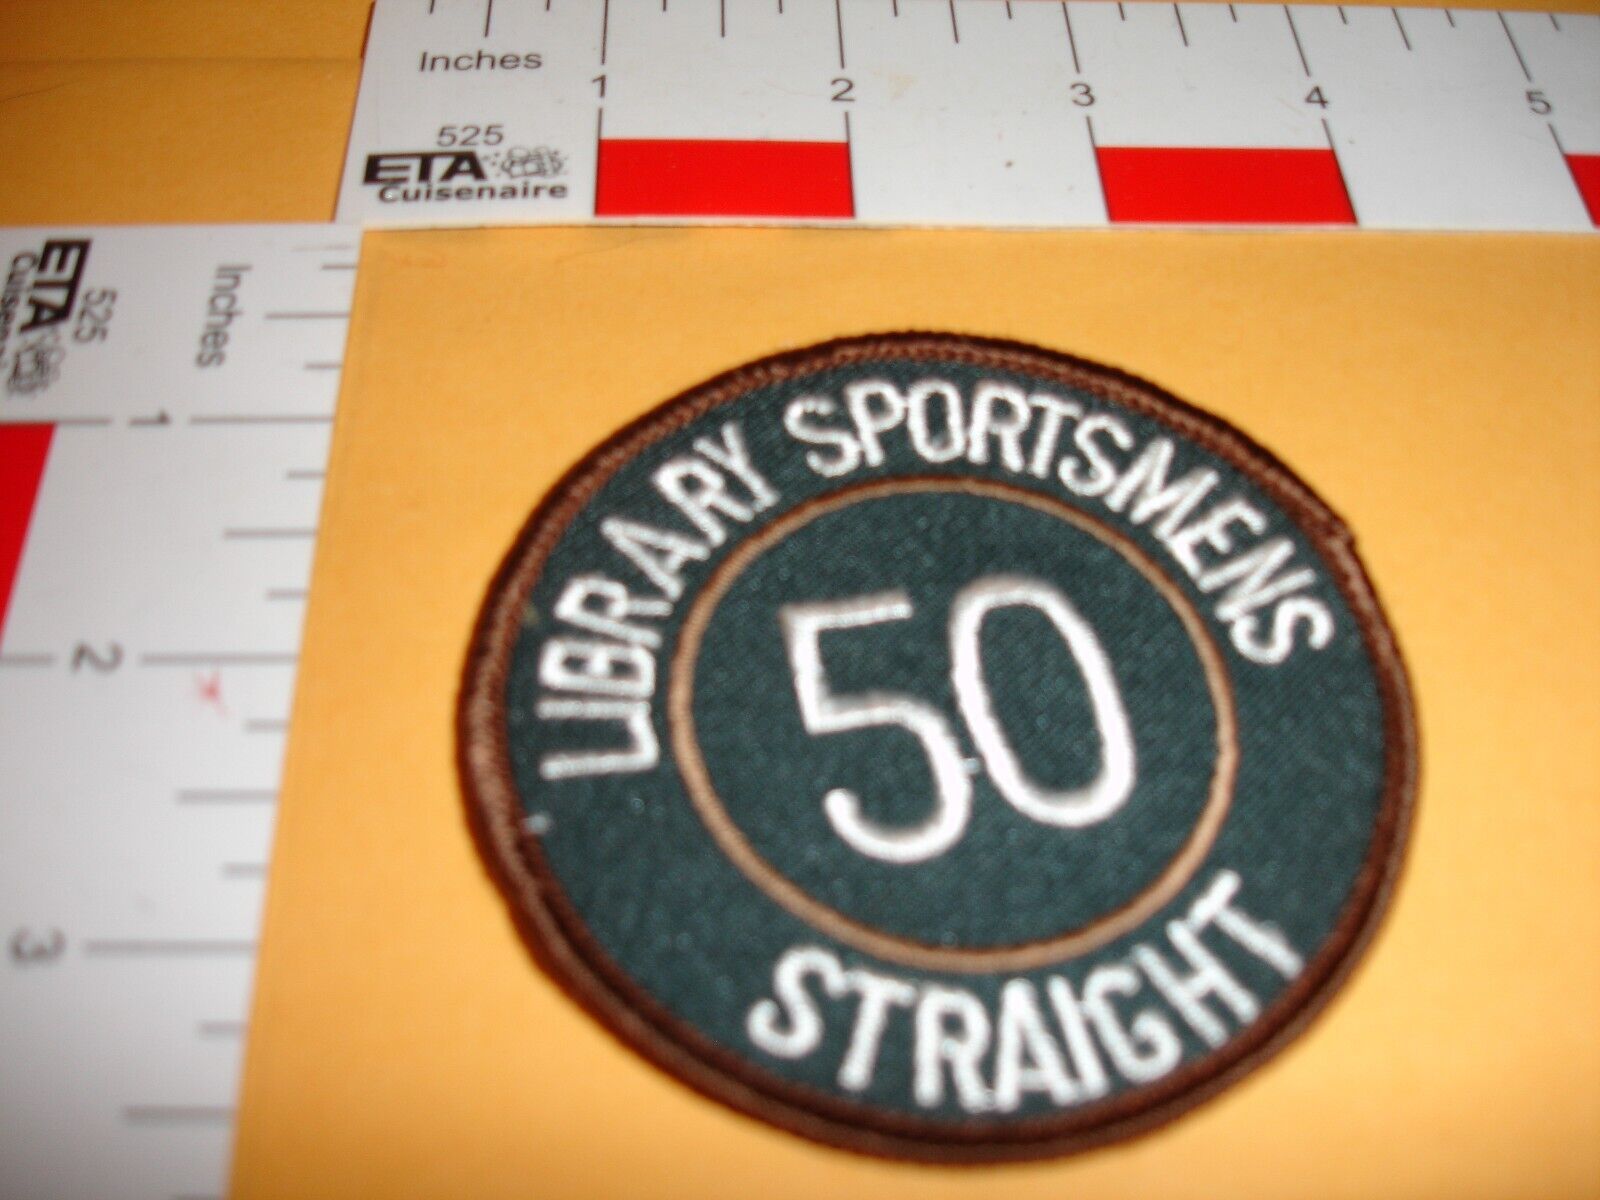 Inches
1 2 3 4 5
525
ETA
Cuisenaire
ETA
525
Inches
1
2
3
LIBRARY SPORTSMENS
50
STRAIGHT